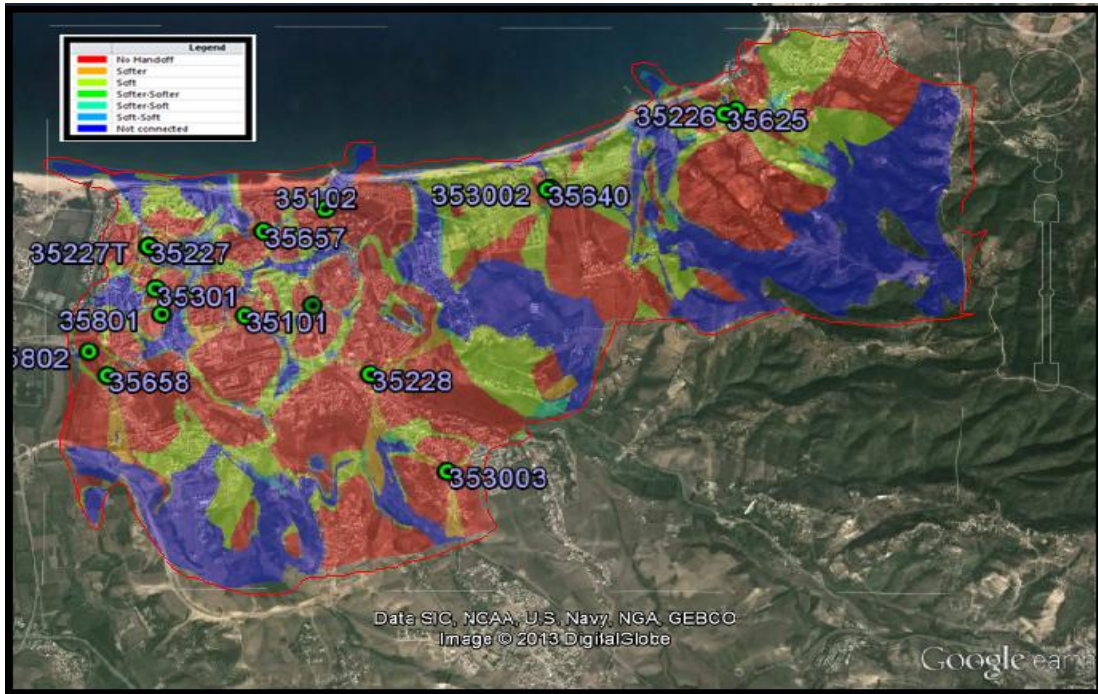 Legend
No Handoff
Softer
Soft
Softer-Softer
Softer-Soft
Soft-Soft
Not connected
35226
35625
353002
35640
35102
35657
35227T
35227
35301
35801
35101
5802
35658
35228
353003
Data SIO, NOAA, U.S. Navy, NGA, GEBCO
Image © 2013 DigitalGlobe
Google earth